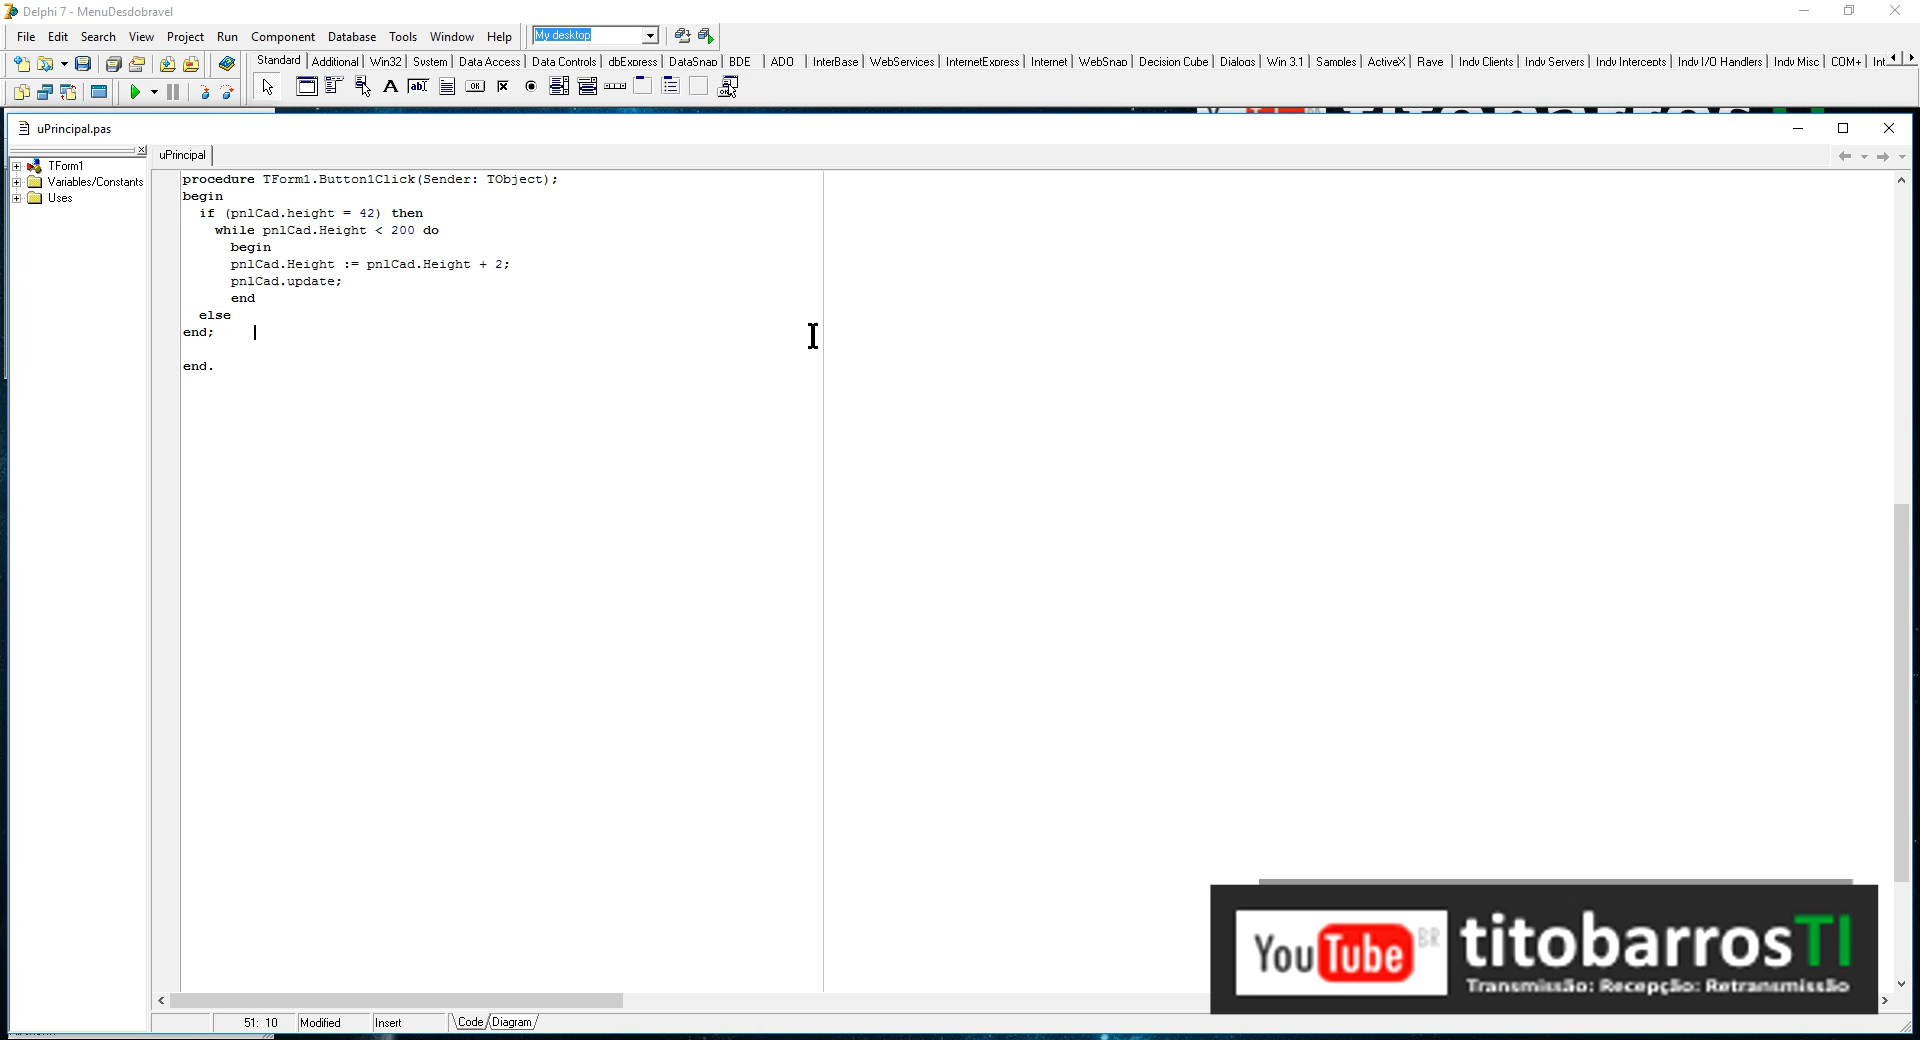 Delphi 7 - MenuDesdobravel
File Edit Search View Project Run Component Database Tools Window Help My desktop
Standard Additional Win32 System Data Access Data Controls dbExpress DataSnap BDE ADO InterBase WebServices InternetExpress Internet WebSnap Decision Cube Dialogs Win 3.1 Samples ActiveX Rave Indy Clients Indy Servers Indy Intercepts Indy I/O Handlers Indy Misc COM+ Int
uPrincipal.pas
TForm1
Variables/Constants
Uses
uPrincipal
procedure TForm1.Button1Click(Sender: TObject);
begin
if (pnlCad.height = 42) then
while pnlCad.Height < 200 do
begin
pnlCad.Height := pnlCad.Height + 2;
pnlCad.update;
end
else
end;
end.
YouTube BR
titobarrosTI
Transmissão: Recepção: Retransmissão
51: 10 Modified Insert Code Diagram